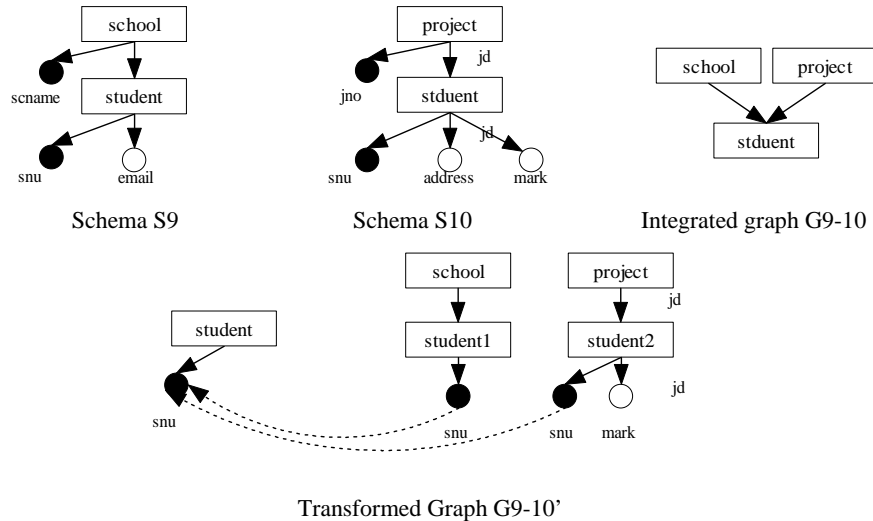 school
project
jd
scname
student
jno
stduent
school
project
stduent
jd
snu
email
snu
address
mark
Schema S9
Schema S10
Integrated graph G9-10
school
project
jd
student
student1
student2
jd
snu
snu
snu
mark
Transformed Graph G9-10’